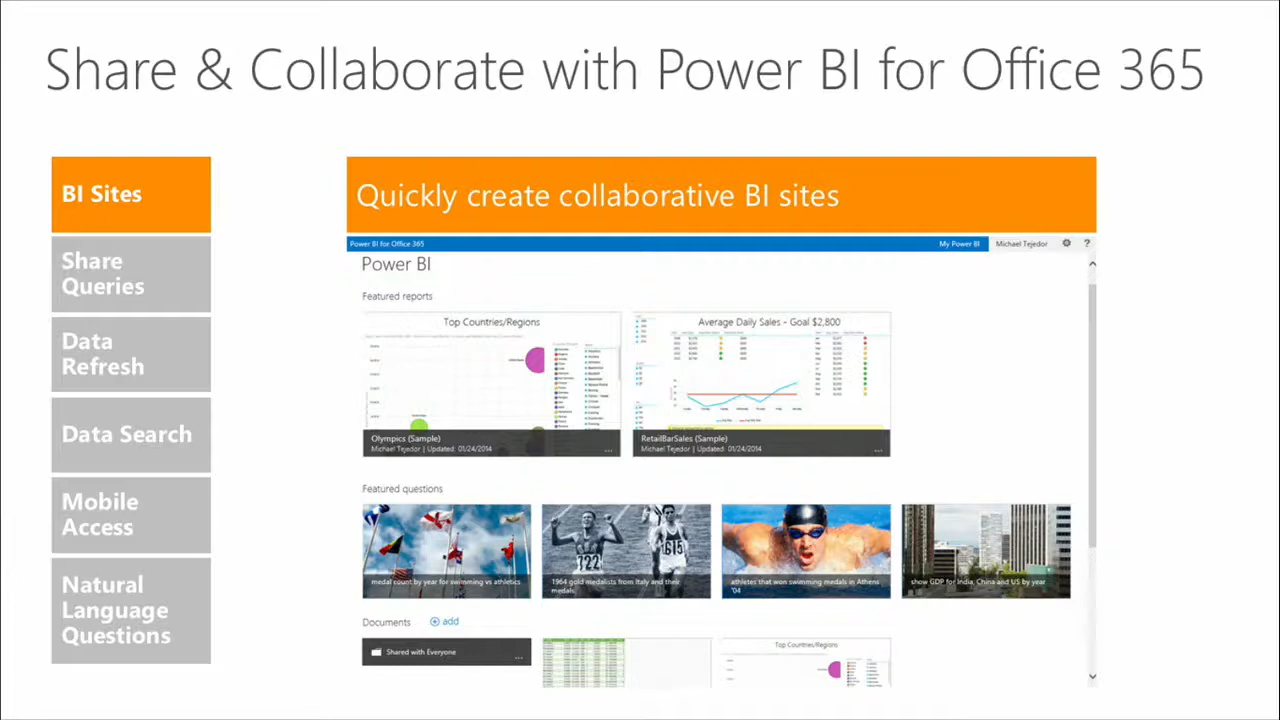 Share & Collaborate with Power BI for Office 365
BI Sites
Share
Queries
Data
Refresh
Data Search
Mobile
Access
Natural
Language
Questions
Quickly create collaborative BI sites
Power BI for Office 365
My Power BI
Michael Tejedor
?
Power BI
Featured reports
Top Countries/Regions
Olympics (Sample)
Michael Tejedor | Updated: 01/24/2014
...
Average Daily Sales - Goal $2,800
RetailBarSales (Sample)
Michael Tejedor | Updated: 01/24/2014
...
Featured questions
medal count by year for swimming vs athletics
722
615
1964 gold medalists from Italy and their
medals
athletes that won swimming medals in Athens
'04
show GDP for India, China and US by year
Documents
add
Shared with Everyone
...
Top Countries/Regions